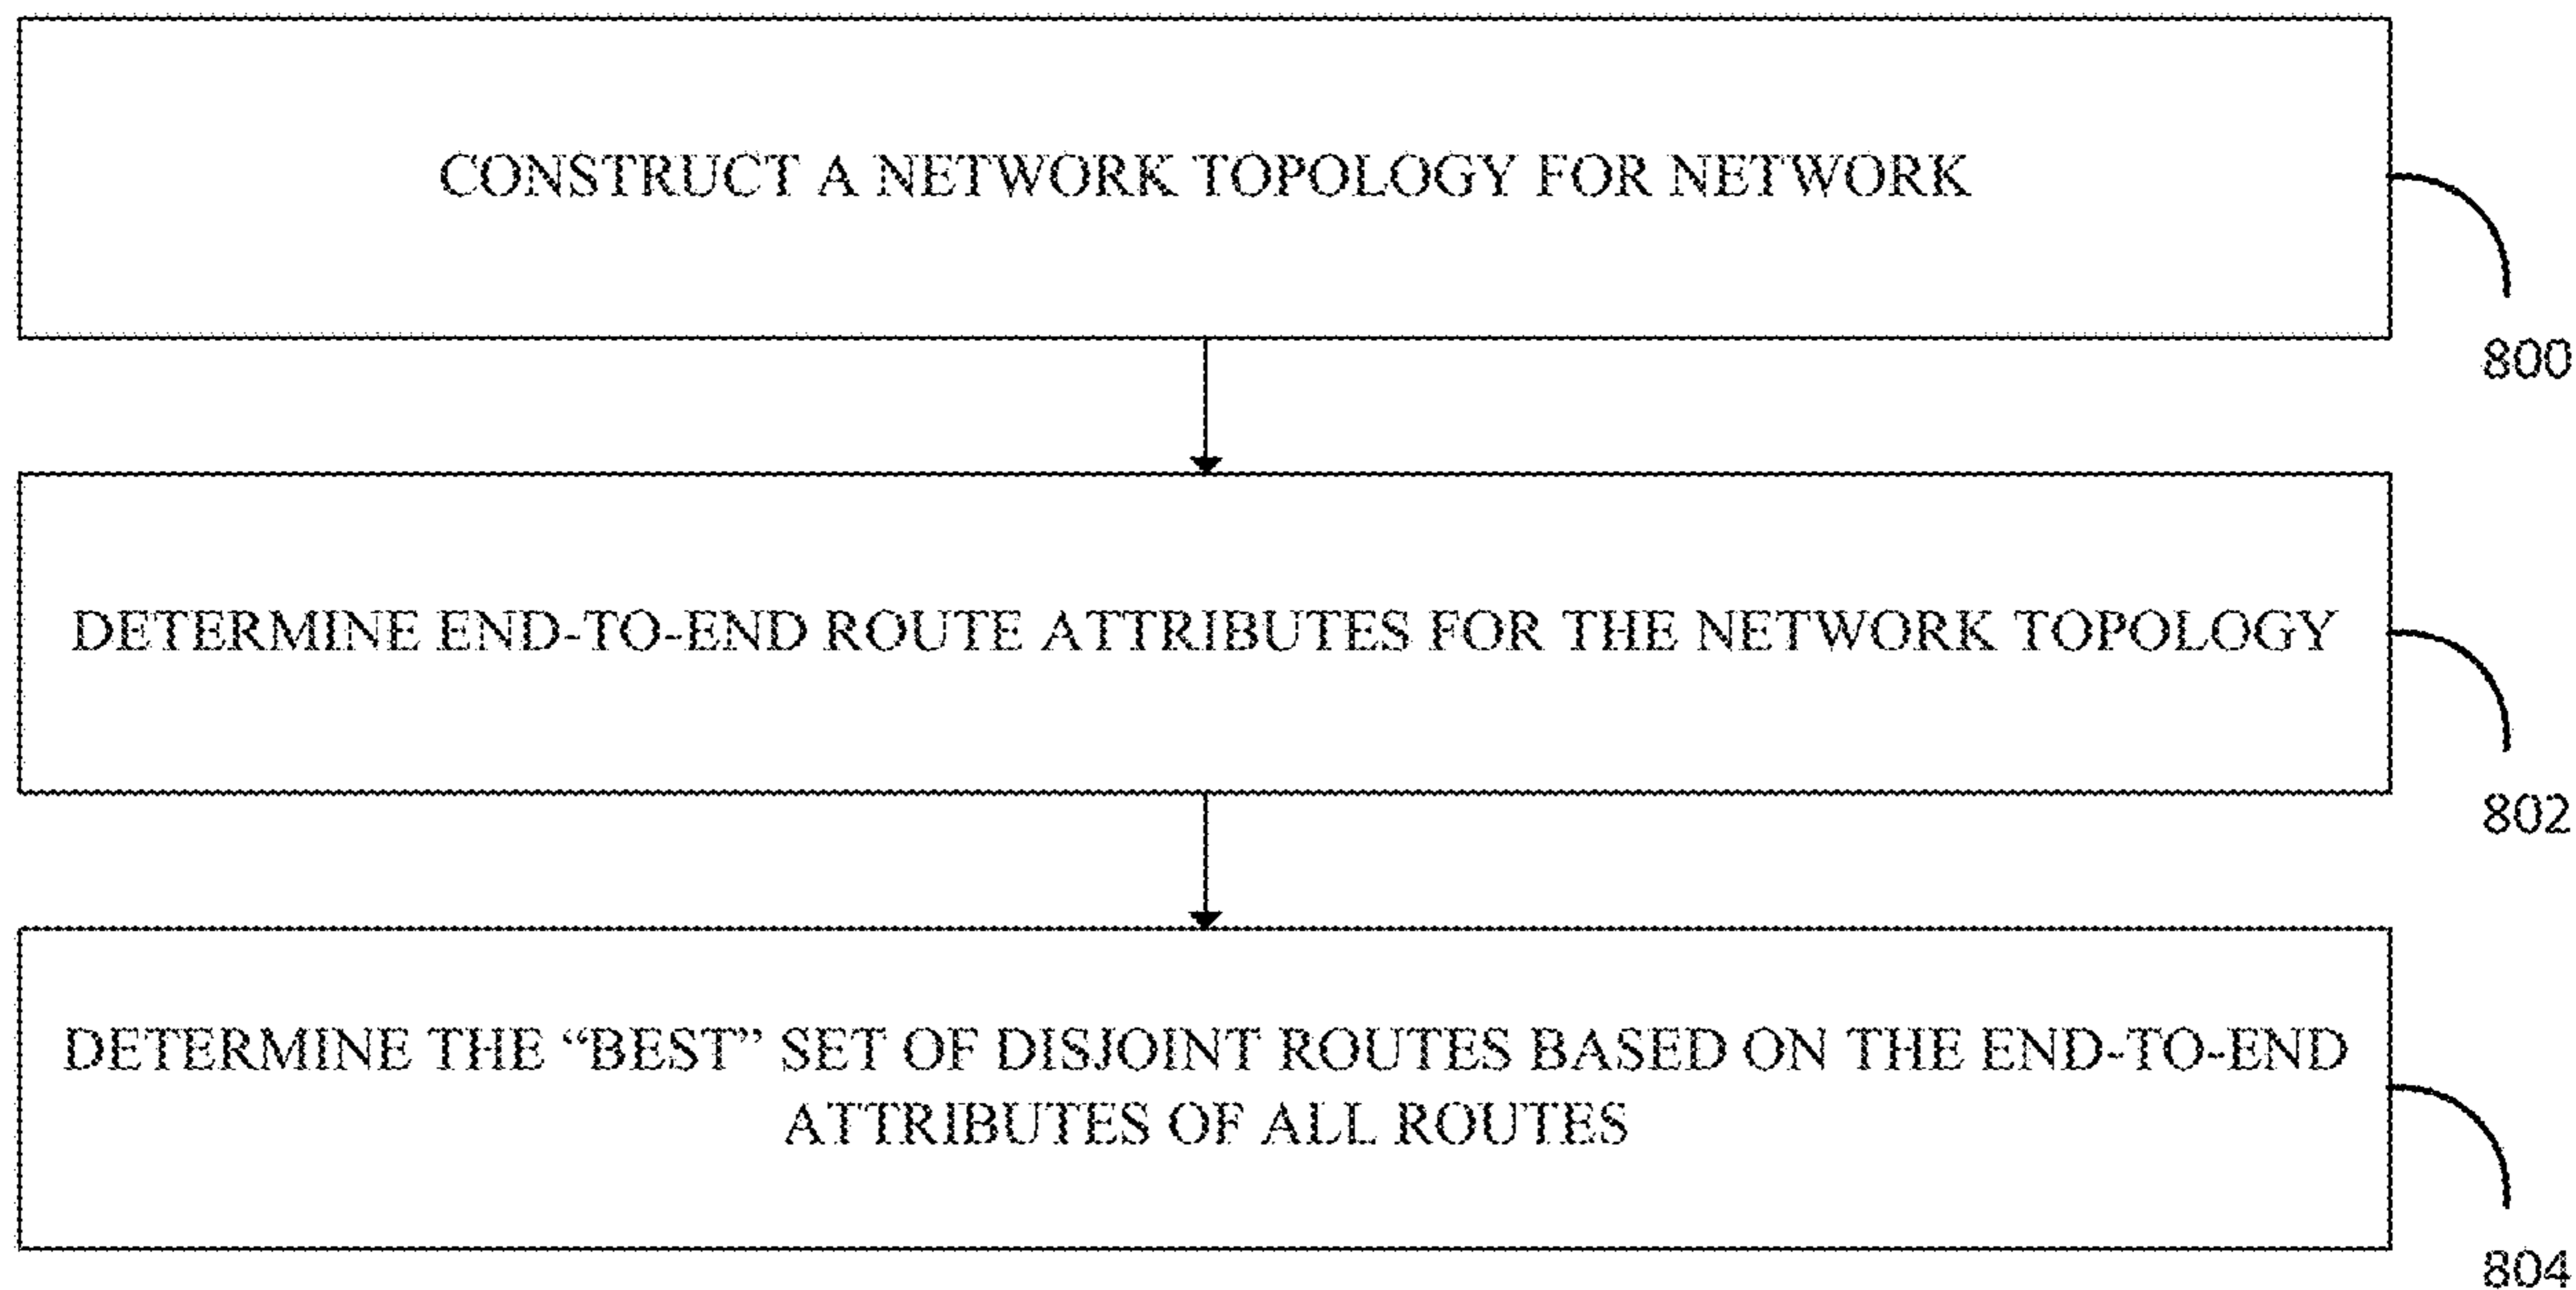 CONSTRUCT A NETWORK TOPOLOGY FOR NETWORK
800
DETERMINE END-TO-END ROUTE ATTRIBUTES FOR THE NETWORK TOPOLOGY
802
DETERMINE THE “BEST” SET OF DISJOINT ROUTES BASED ON THE END-TO-END
ATTRIBUTES OF ALL ROUTES
804